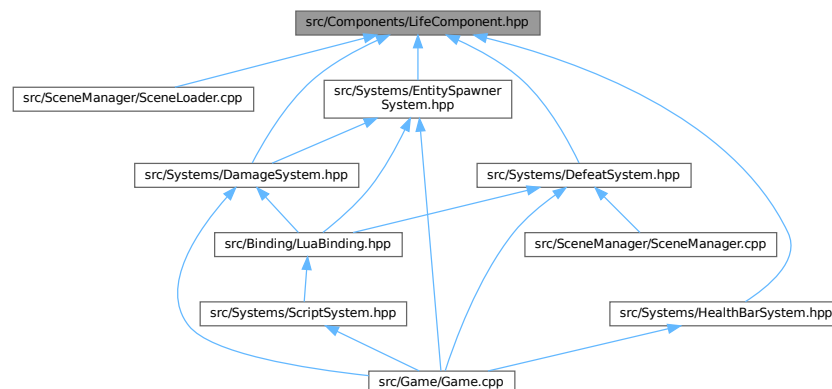 src/Components/LifeComponent.hpp
src/SceneManager/SceneLoader.cpp
src/Systems/EntitySpawner
System.hpp
src/Systems/DamageSystem.hpp
src/Systems/DefeatSystem.hpp
src/Binding/LuaBinding.hpp
src/SceneManager/SceneManager.cpp
src/Systems/ScriptSystem.hpp
src/Systems/HealthBarSystem.hpp
src/Game/Game.cpp